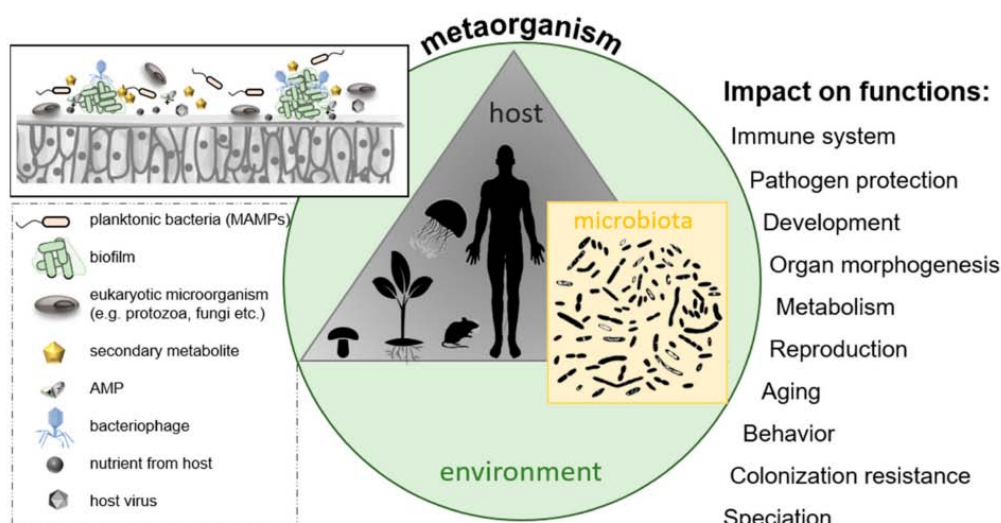 metaorganism
host
microbiota
environment
planktonic bacteria (MAMPs)
biofilm
eukaryotic microorganism
(e.g. protozoa, fungi etc.)
secondary metabolite
AMP
bacteriophage
nutrient from host
host virus
Impact on functions:
Immune system
Pathogen protection
Development
Organ morphogenesis
Metabolism
Reproduction
Aging
Behavior
Colonization resistance
Speciation